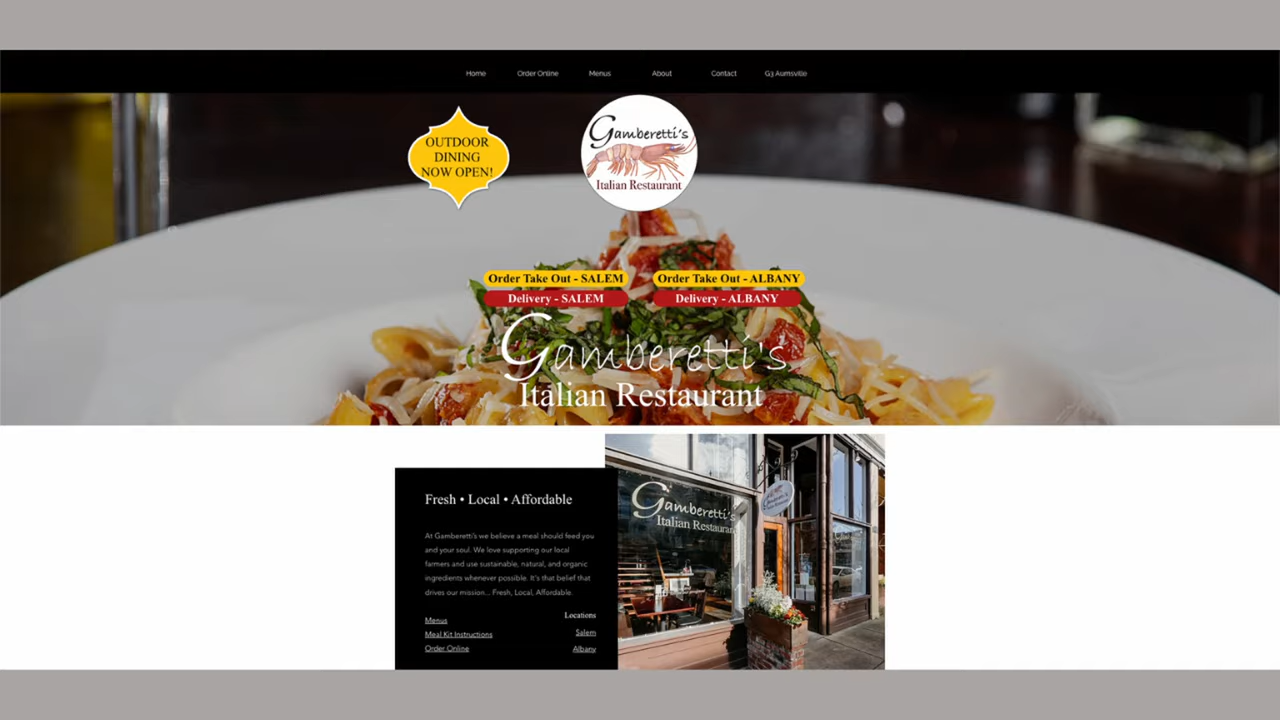 Home Order Online Menus About Contact G3 Aumsville
OUTDOOR
DINING
NOW OPEN!
Gamberetti's
Italian Restaurant
Order Take Out - SALEM
Delivery - SALEM
Order Take Out - ALBANY
Delivery - ALBANY
Gamberetti's
Italian Restaurant
Fresh • Local • Affordable
At Gamberetti's we believe a meal should feed you
and your soul. We love supporting our local
farmers and use sustainable, natural, and organic
ingredients whenever possible. It's that belief that
drives our mission... Fresh, Local, Affordable.
Menus
Meal Kit Instructions
Order Online
Locations
Salem
Albany
Gamberetti's
Italian Restaurant